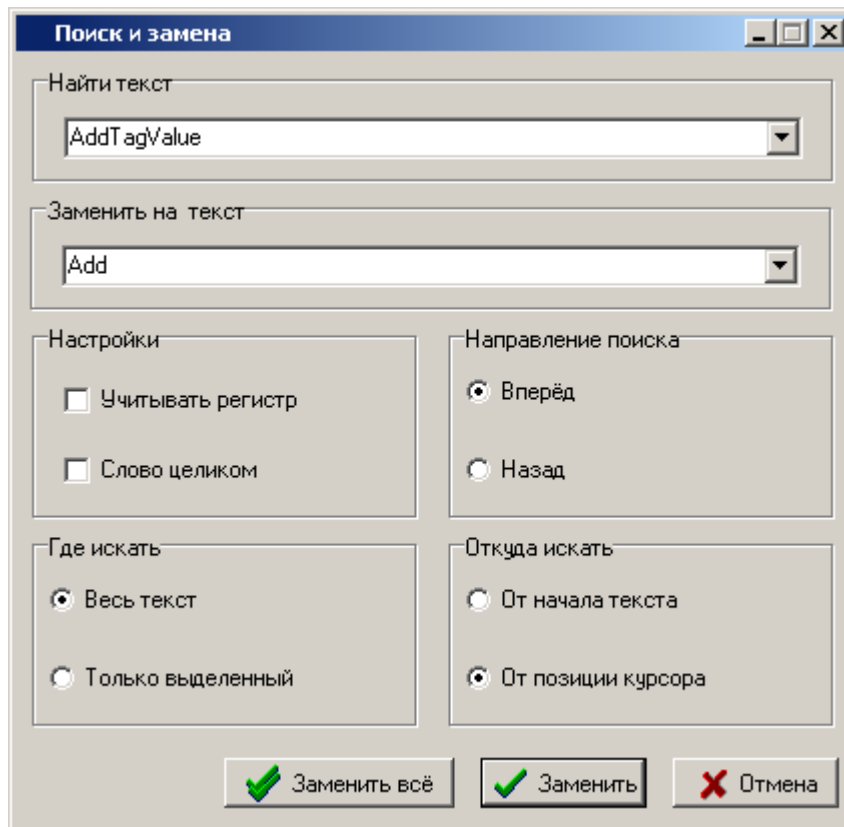 Поиск и замена
Найти текст
AddTagValue
Заменить на текст
Add
Настройки
Учитывать регистр
Слово целиком
Направление поиска
Вперёд
Назад
Где искать
Весь текст
Только выделенный
Откуда искать
От начала текста
От позиции курсора
Заменить всё Заменить Отмена